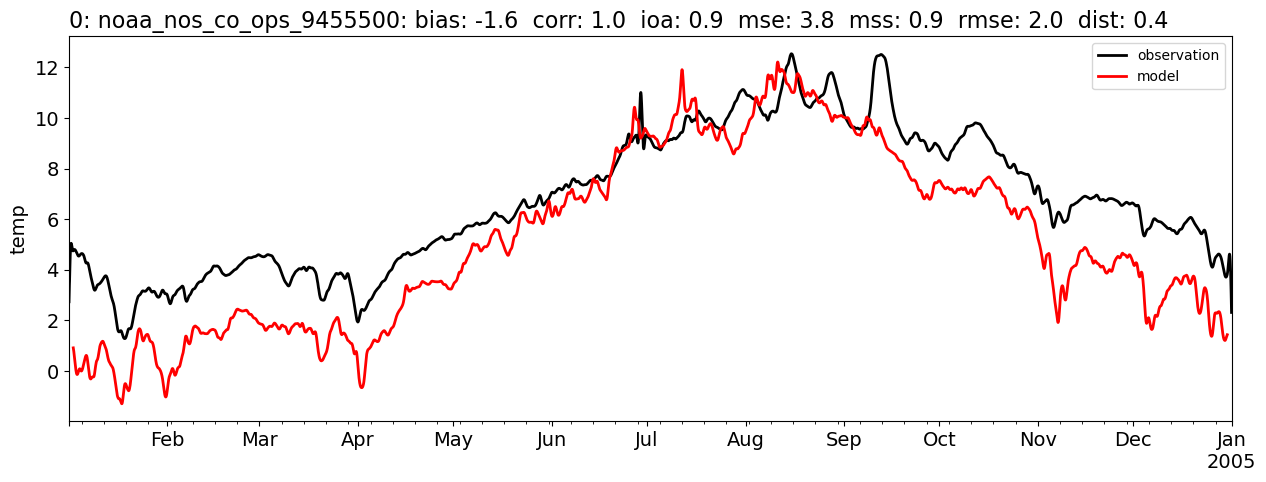 0: noaa_nos_co_ops_9455500: bias: -1.6  corr: 1.0  ioa: 0.9  mse: 3.8  mss: 0.9  rmse: 2.0  dist: 0.4
observation
model
12
10
8
6
4
2
0
temp
Feb Mar Apr May Jun Jul Aug Sep Oct Nov Dec Jan
2005